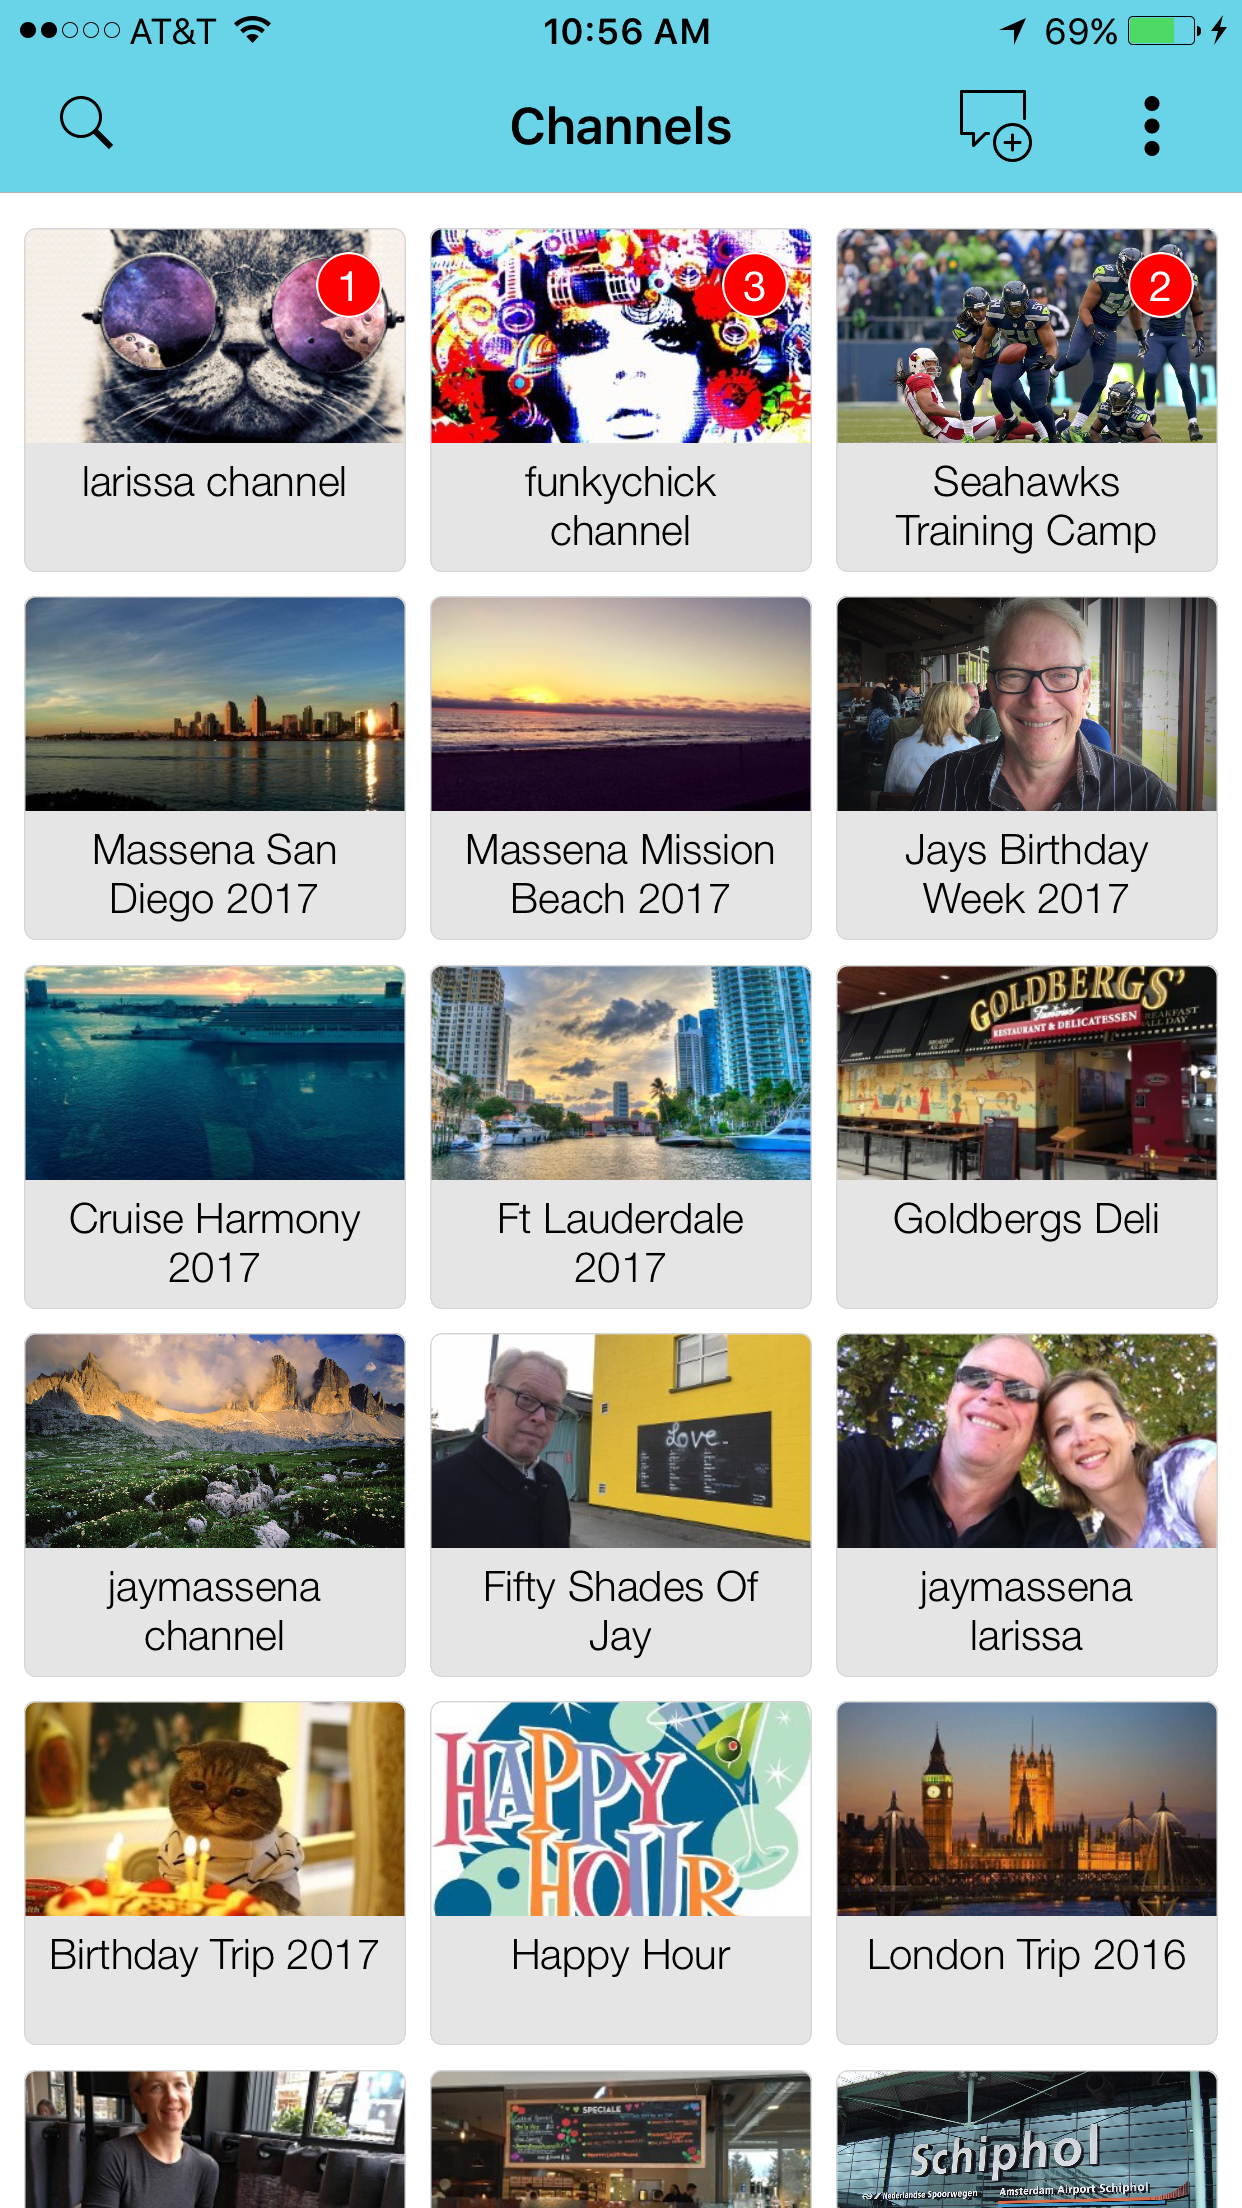 AT&T 10:56 AM 69%
Channels
1
3
2
larissa channel
funkychick
channel
Seahawks
Training Camp
Massena San
Diego 2017
Massena Mission
Beach 2017
Jays Birthday
Week 2017
GOLDBERGS'
Famous
RESTAURANT & DELICATESSEN
BREAKFAST
ALL DAY
Cruise Harmony
2017
Ft Lauderdale
2017
Goldbergs Deli
Love
jaymassena
channel
Fifty Shades Of
Jay
jaymassena
larissa
HAPPY
HOUR
Birthday Trip 2017
Happy Hour
London Trip 2016
SPECIALE
Schiphol
Nederlandse Spoorwegen
Amsterdam Airport Schiphol